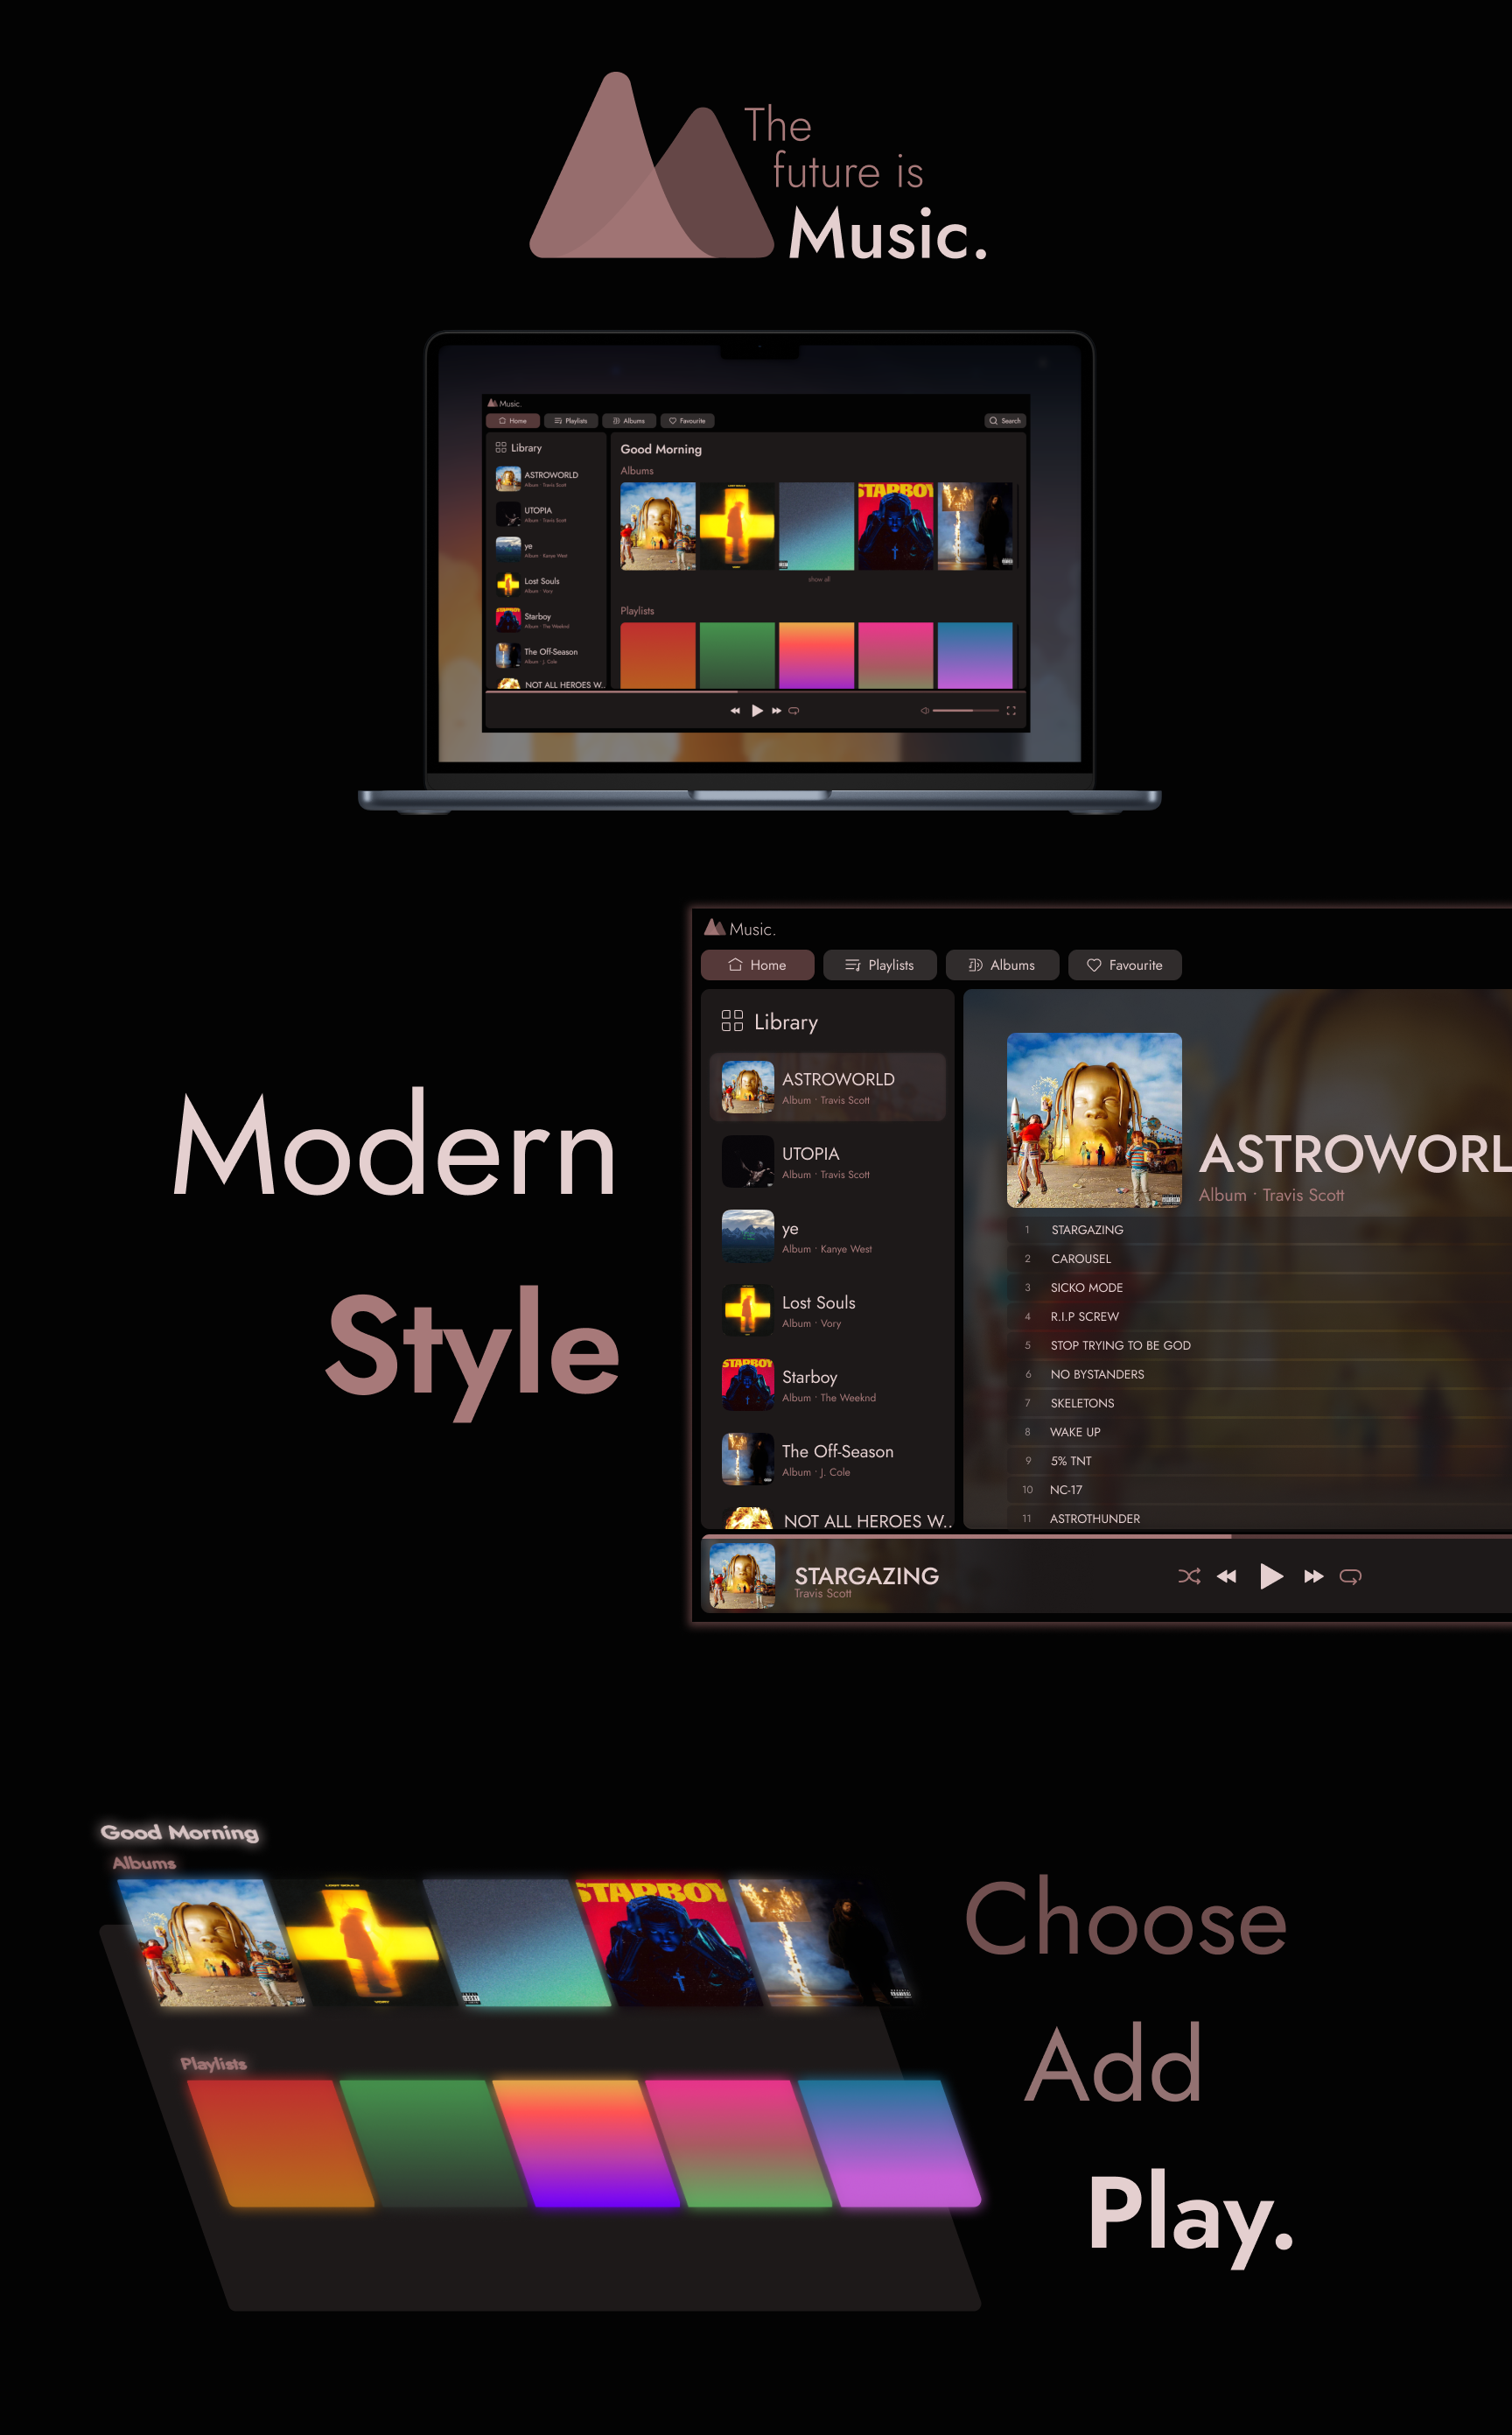 The
future is
Music.
Music.
Home
Playlists
Albums
Favourite
Search
Library
ASTROWORLD
Album · Travis Scott
UTOPIA
Album · Travis Scott
ye
Album · Kanye West
Lost Souls
Album · Vory
Starboy
Album · The Weeknd
The Off-Season
Album · J. Cole
NOT ALL HEROES W..
Good Morning
Albums
STARBOY
show all
Playlists
Modern
Style
Music.
Home
Playlists
Albums
Favourite
Library
ASTROWORLD
Album · Travis Scott
UTOPIA
Album · Travis Scott
ye
Album · Kanye West
Lost Souls
Album · Vory
STARBOY
Starboy
Album · The Weeknd
The Off-Season
Album · J. Cole
NOT ALL HEROES W..
ASTROWORL
Album · Travis Scott
1 STARGAZING
2 CAROUSEL
3 SICKO MODE
4 R.I.P SCREW
5 STOP TRYING TO BE GOD
6 NO BYSTANDERS
7 SKELETONS
8 WAKE UP
9 5% TNT
10 NC-17
11 ASTROTHUNDER
STARGAZING
Travis Scott
Good Morning
Albums
LOST SOULS
STARBOY
Playlists
Choose
Add
Play.